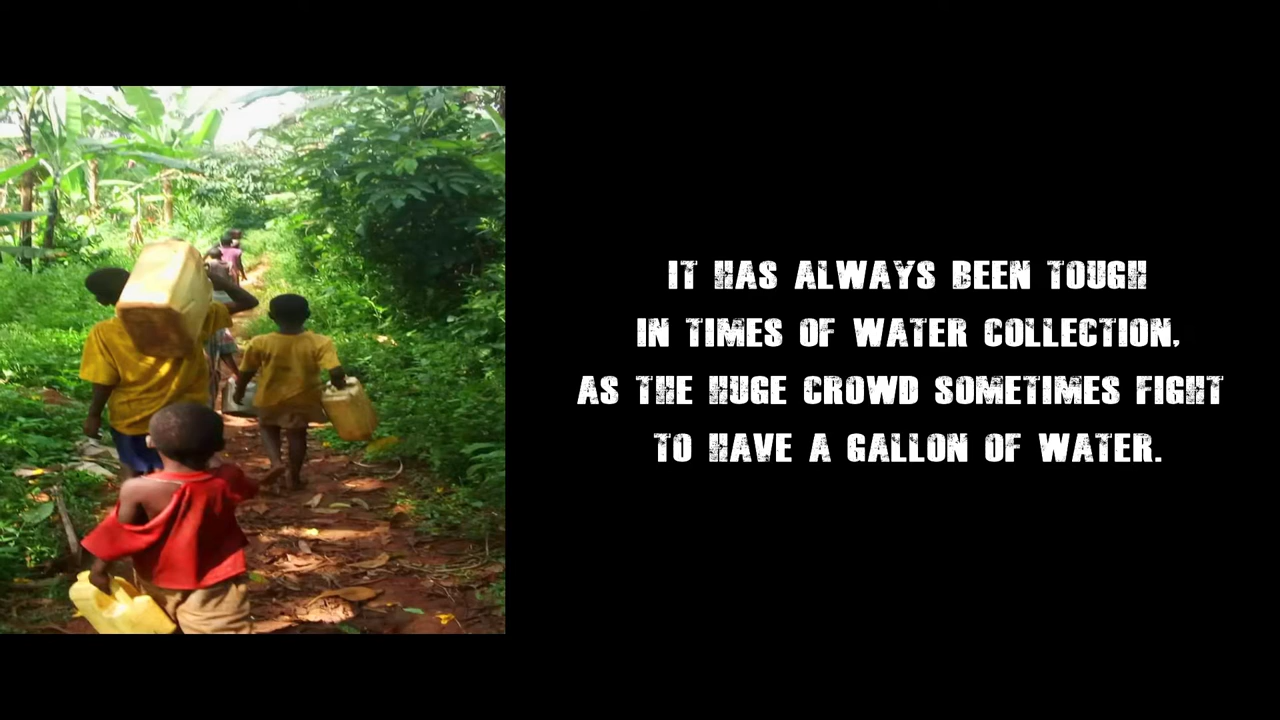 IT HAS ALWAYS BEEN TOUGH
IN TIMES OF WATER COLLECTION,
AS THE HUGE CROWD SOMETIMES FIGHT
TO HAVE A GALLON OF WATER.